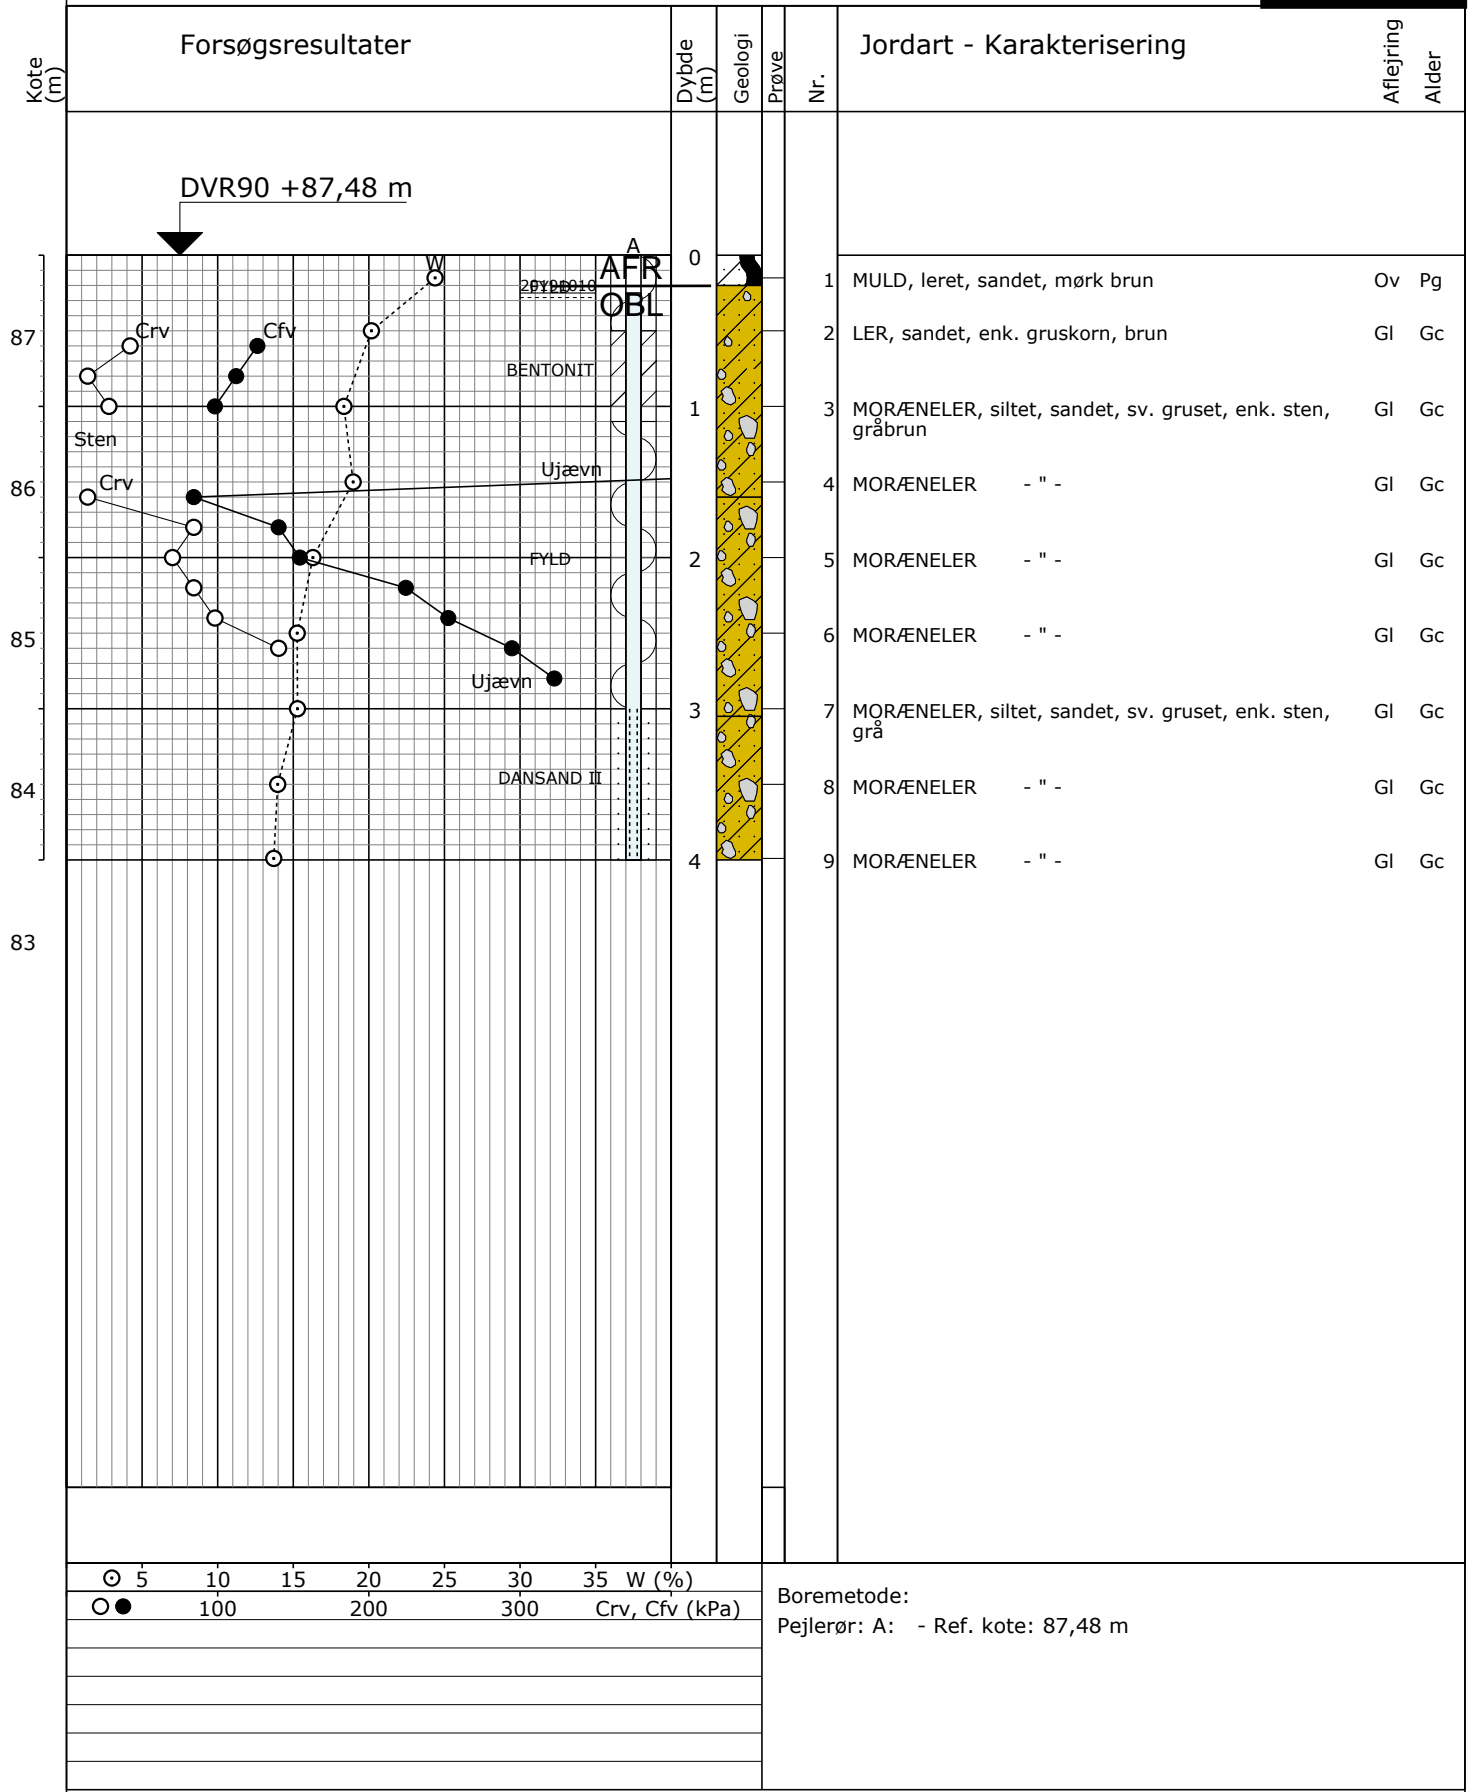 Kote
(m)
Forsøgsresultater
Dybde
(m)
Geologi
Prøve
Nr.
Jordart - Karakterisering
Aflejring
Alder
DVR90 +87,48 m
A
0
W
AFR
OBL
1 MULD, leret, sandet, mørk brun Ov Pg
87
Crv
Cfv
2 LER, sandet, enk. gruskorn, brun Gl Gc
BENTONIT
1
3 MORÆNELER, siltet, sandet, sv. gruset, enk. sten, Gl Gc
gråbrun
Sten
Ujævn
86
Crv
4 MORÆNELER - " - Gl Gc
FYLD
2
5 MORÆNELER - " - Gl Gc
85
6 MORÆNELER - " - Gl Gc
Ujævn
3
7 MORÆNELER, siltet, sandet, sv. gruset, enk. sten, Gl Gc
grå
84
DANSAND II
8 MORÆNELER - " - Gl Gc
4
9 MORÆNELER - " - Gl Gc
83
5 10 15 20 25 30 35 W (%)
100 200 300 Crv, Cfv (kPa)
Boremetode:
Pejlerør: A: - Ref. kote: 87,48 m